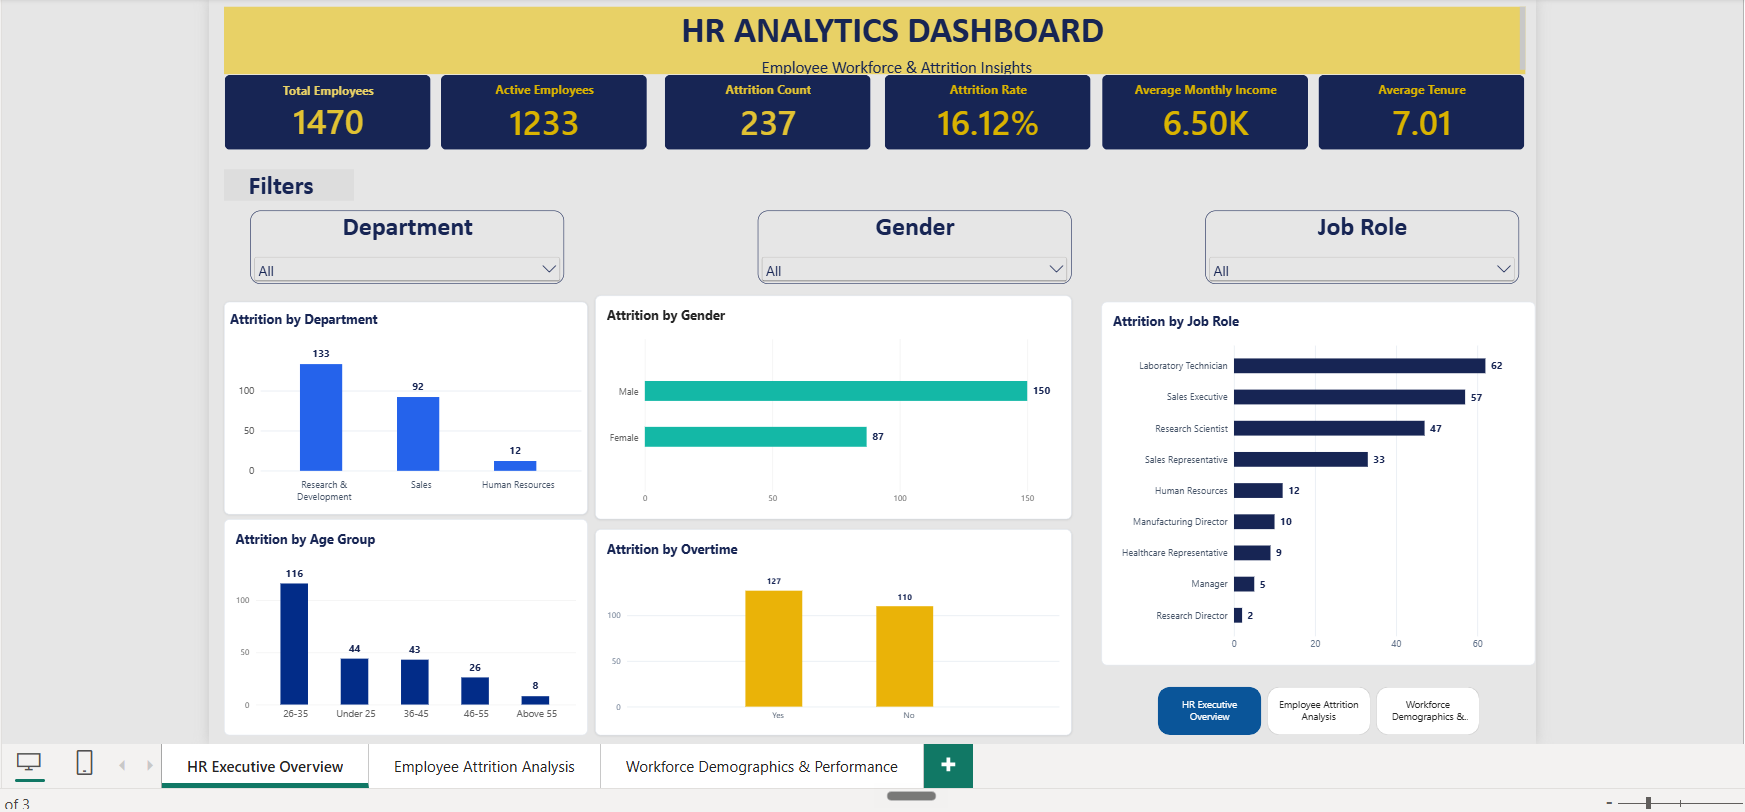 HR ANALYTICS DASHBOARD
Employee Workforce & Attrition Insights
Total Employees
1470
Active Employees
1233
Attrition Count
237
Attrition Rate
16.12%
Average Monthly Income
6.50K
Average Tenure
7.01
Filters
Department
All
Gender
All
Job Role
All
Attrition by Department
133
92
12
100
50
0
Research &
Development
Sales
Human Resources
Attrition by Gender
Male
150
Female
87
0
50
100
150
Attrition by Job Role
Laboratory Technician
62
Sales Executive
57
Research Scientist
47
Sales Representative
33
Human Resources
12
Manufacturing Director
10
Healthcare Representative
9
Manager
5
Research Director
2
0
20
40
60
Attrition by Age Group
116
44
43
26
8
100
50
0
26-35
Under 25
36-45
46-55
Above 55
Attrition by Overtime
127
110
100
50
0
Yes
No
HR Executive
Overview
Employee Attrition
Analysis
Workforce
Demographics &..
HR Executive Overview
Employee Attrition Analysis
Workforce Demographics & Performance
of 3